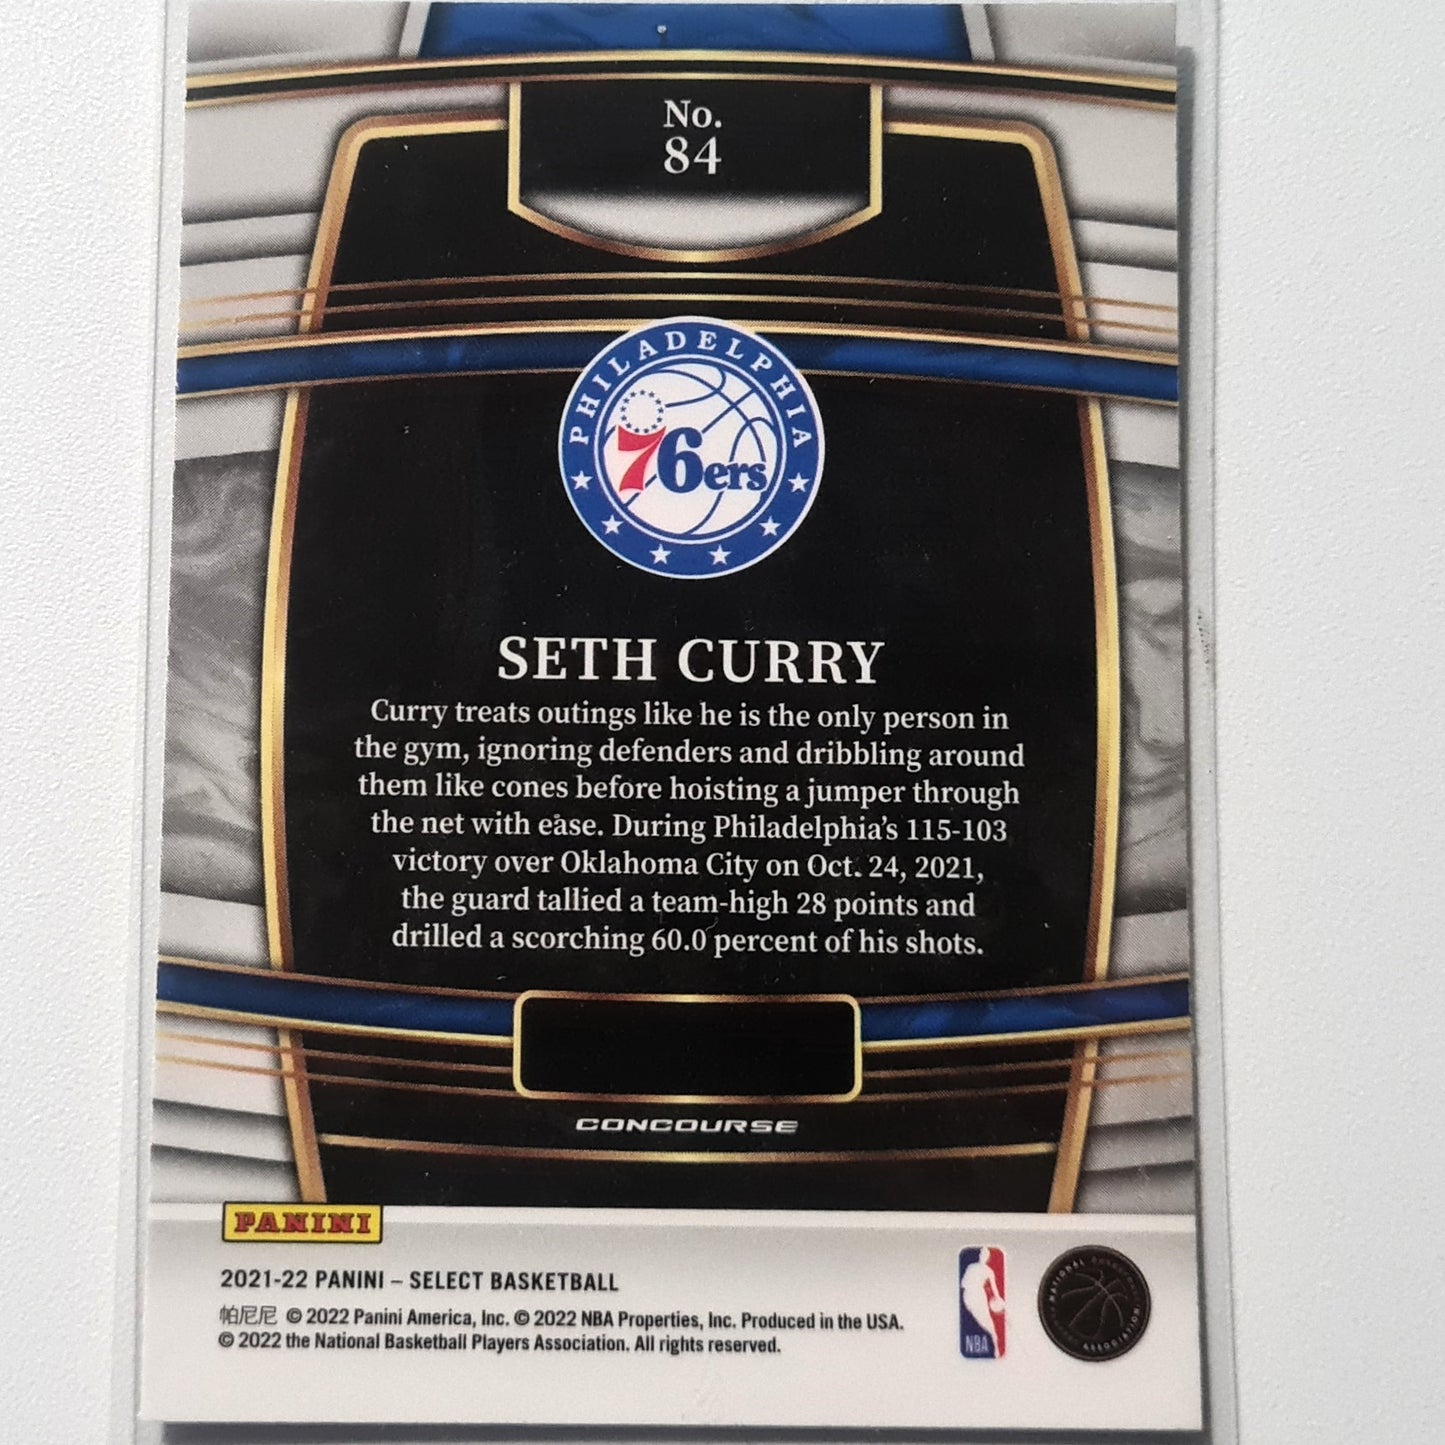 No.
84
PHILADELPHIA
76ers
SETH CURRY
Curry treats outings like he is the only person in
the gym, ignoring defenders and dribbling around
them like cones before hoisting a jumper through
the net with ease. During Philadelphia's 115-103
victory over Oklahoma City on Oct. 24, 2021,
the guard tallied a team-high 28 points and
drilled a scorching 60.0 percent of his shots.
CONCOURSE
PANINI
2021-22 PANINI – SELECT BASKETBALL
帕尼尼 © 2022 Panini America, Inc. © 2022 NBA Properties, Inc. Produced in the USA.
© 2022 the National Basketball Players Association. All rights reserved.
NBA
NATIONAL BASKETBALL PLAYERS ASSOCIATION